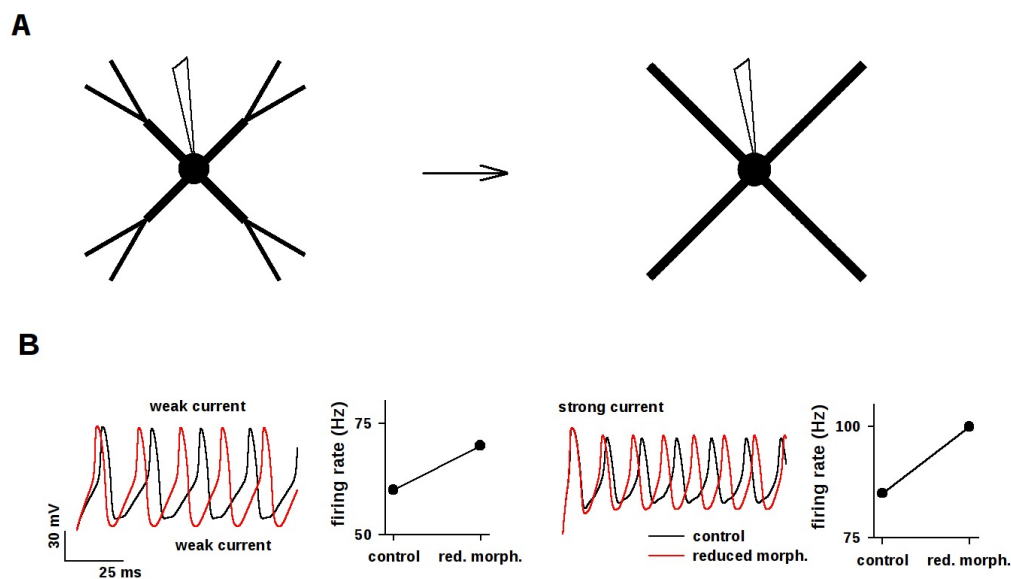 A
B
weak current
weak current
30 mV
25 ms
firing rate (Hz)
75
50
control
red. morph.
strong current
control
reduced morph.
firing rate (Hz)
100
75
control
red. morph.